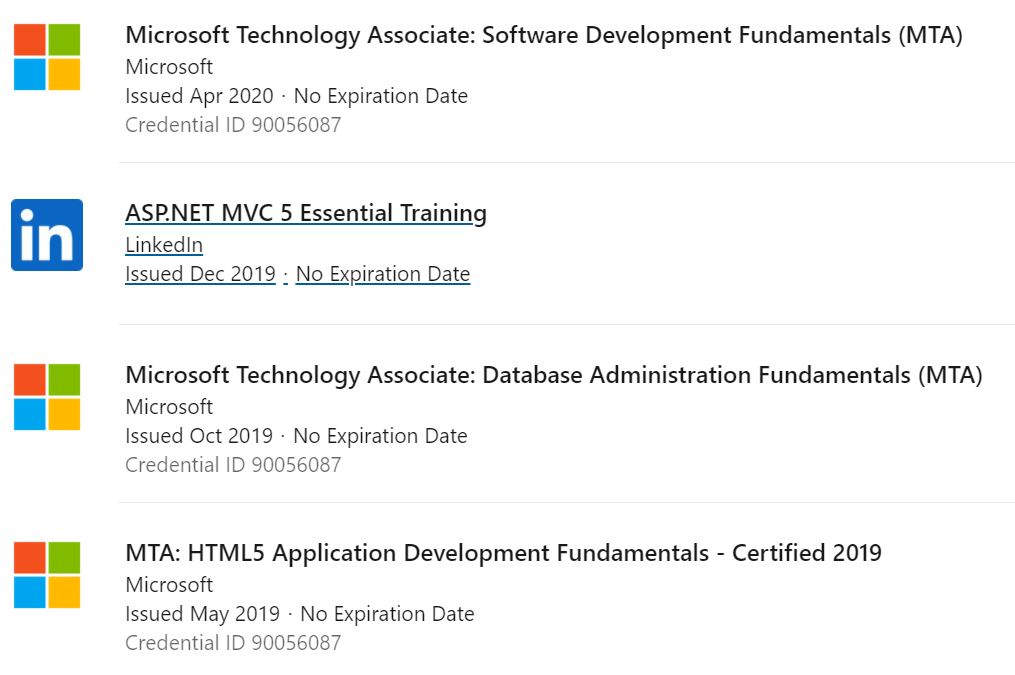 Microsoft Technology Associate: Software Development Fundamentals (MTA)
Microsoft
Issued Apr 2020 · No Expiration Date
Credential ID 90056087
in
ASP.NET MVC 5 Essential Training
LinkedIn
Issued Dec 2019 · No Expiration Date
Microsoft Technology Associate: Database Administration Fundamentals (MTA)
Microsoft
Issued Oct 2019 · No Expiration Date
Credential ID 90056087
MTA: HTML5 Application Development Fundamentals - Certified 2019
Microsoft
Issued May 2019 · No Expiration Date
Credential ID 90056087